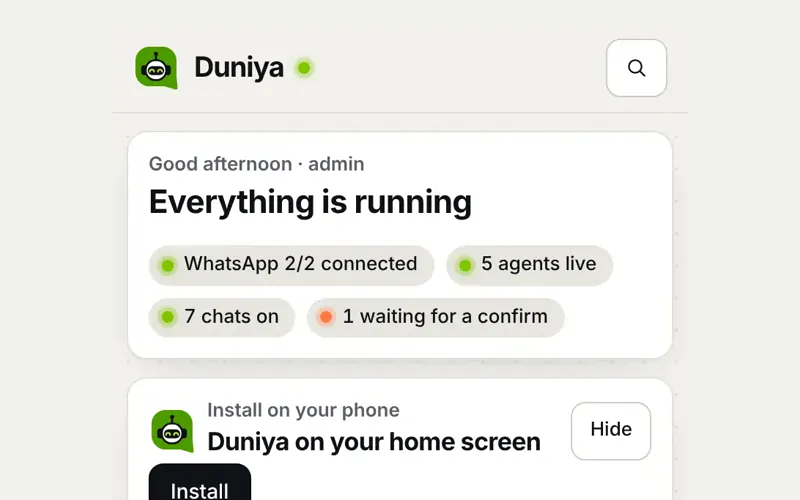 Duniya
Good afternoon · admin
Everything is running
WhatsApp 2/2 connected
5 agents live
7 chats on
1 waiting for a confirm
Install on your phone
Duniya on your home screen
Hide
Install